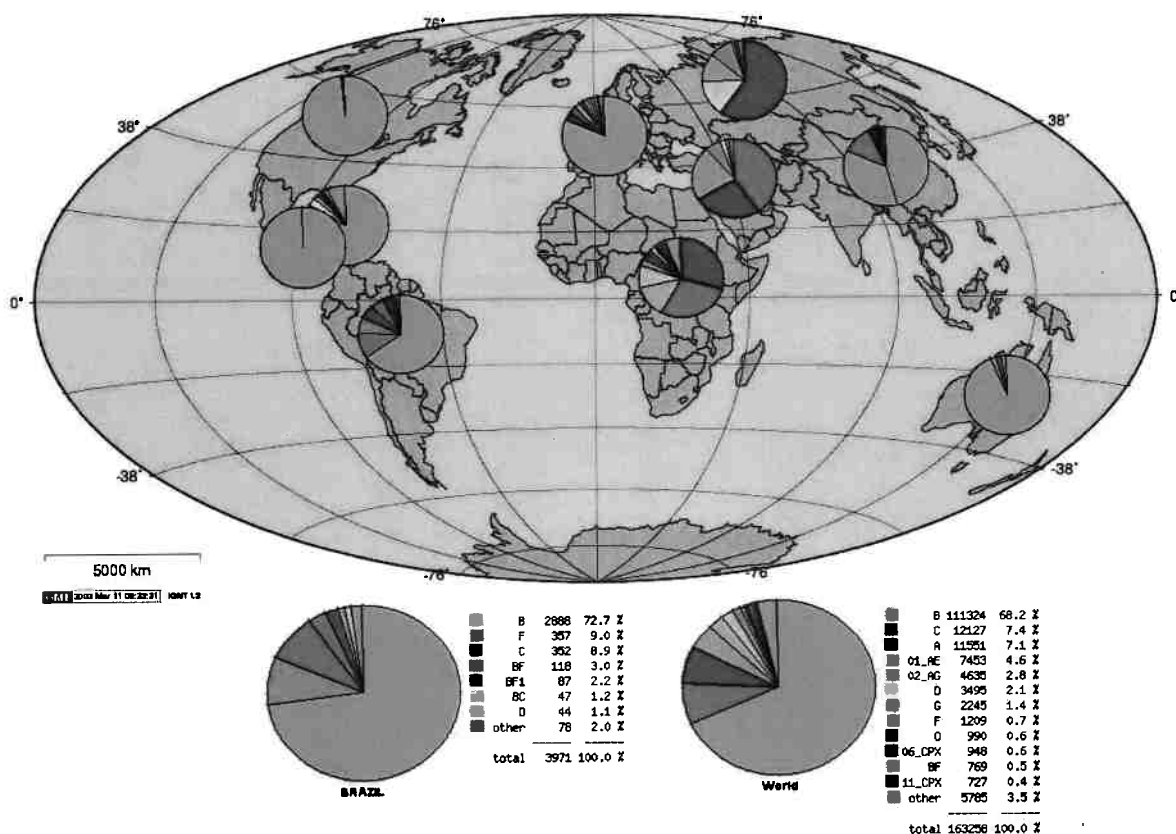 76°
76°
38°
38°
0°
0
-38°
-38°
-76°
-76°
5000 km
2003 Mar 11
B 2888 72.7 %
F 357 9.0 %
C 352 8.9 %
BF 118 3.0 %
BF1 87 2.2 %
BC 47 1.2 %
D 44 1.1 %
other 78 2.0 %
total 3971 100.0 %
BRAZIL
B 111324 68.2 %
C 12127 7.4 %
A 11551 7.1 %
01_AE 7453 4.6 %
02_AG 4635 2.8 %
D 3495 2.1 %
G 2245 1.4 %
F 1209 0.7 %
O 990 0.6 %
06_CPX 948 0.6 %
BF 769 0.5 %
11_CPX 727 0.4 %
other 5785 3.5 %
total 163258 100.0 %
World